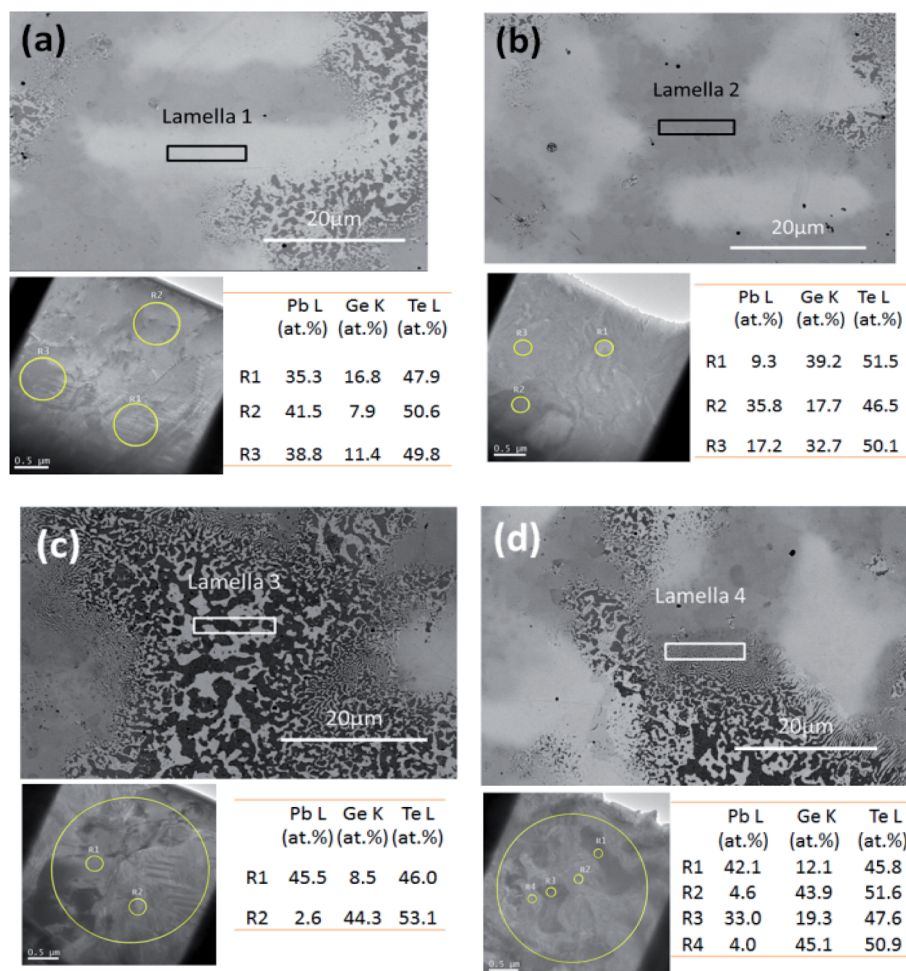 (a)
Lamella 1
20μm
R2
R3
R1
0.5 μm
Pb L Ge K Te L
(at.%) (at.%) (at.%)
R1 35.3 16.8 47.9
R2 41.5 7.9 50.6
R3 38.8 11.4 49.8
(b)
Lamella 2
20μm
R3 R1
R2
0.5 μm
Pb L Ge K Te L
(at.%) (at.%) (at.%)
R1 9.3 39.2 51.5
R2 35.8 17.7 46.5
R3 17.2 32.7 50.1
(c)
Lamella 3
20μm
R1
R2
0.5 μm
Pb L Ge K Te L
(at.%) (at.%) (at.%)
R1 45.5 8.5 46.0
R2 2.6 44.3 53.1
(d)
Lamella 4
20μm
R1
R2
R3
R4
0.5 μm
Pb L Ge K Te L
(at.%) (at.%) (at.%)
R1 42.1 12.1 45.8
R2 4.6 43.9 51.6
R3 33.0 19.3 47.6
R4 4.0 45.1 50.9